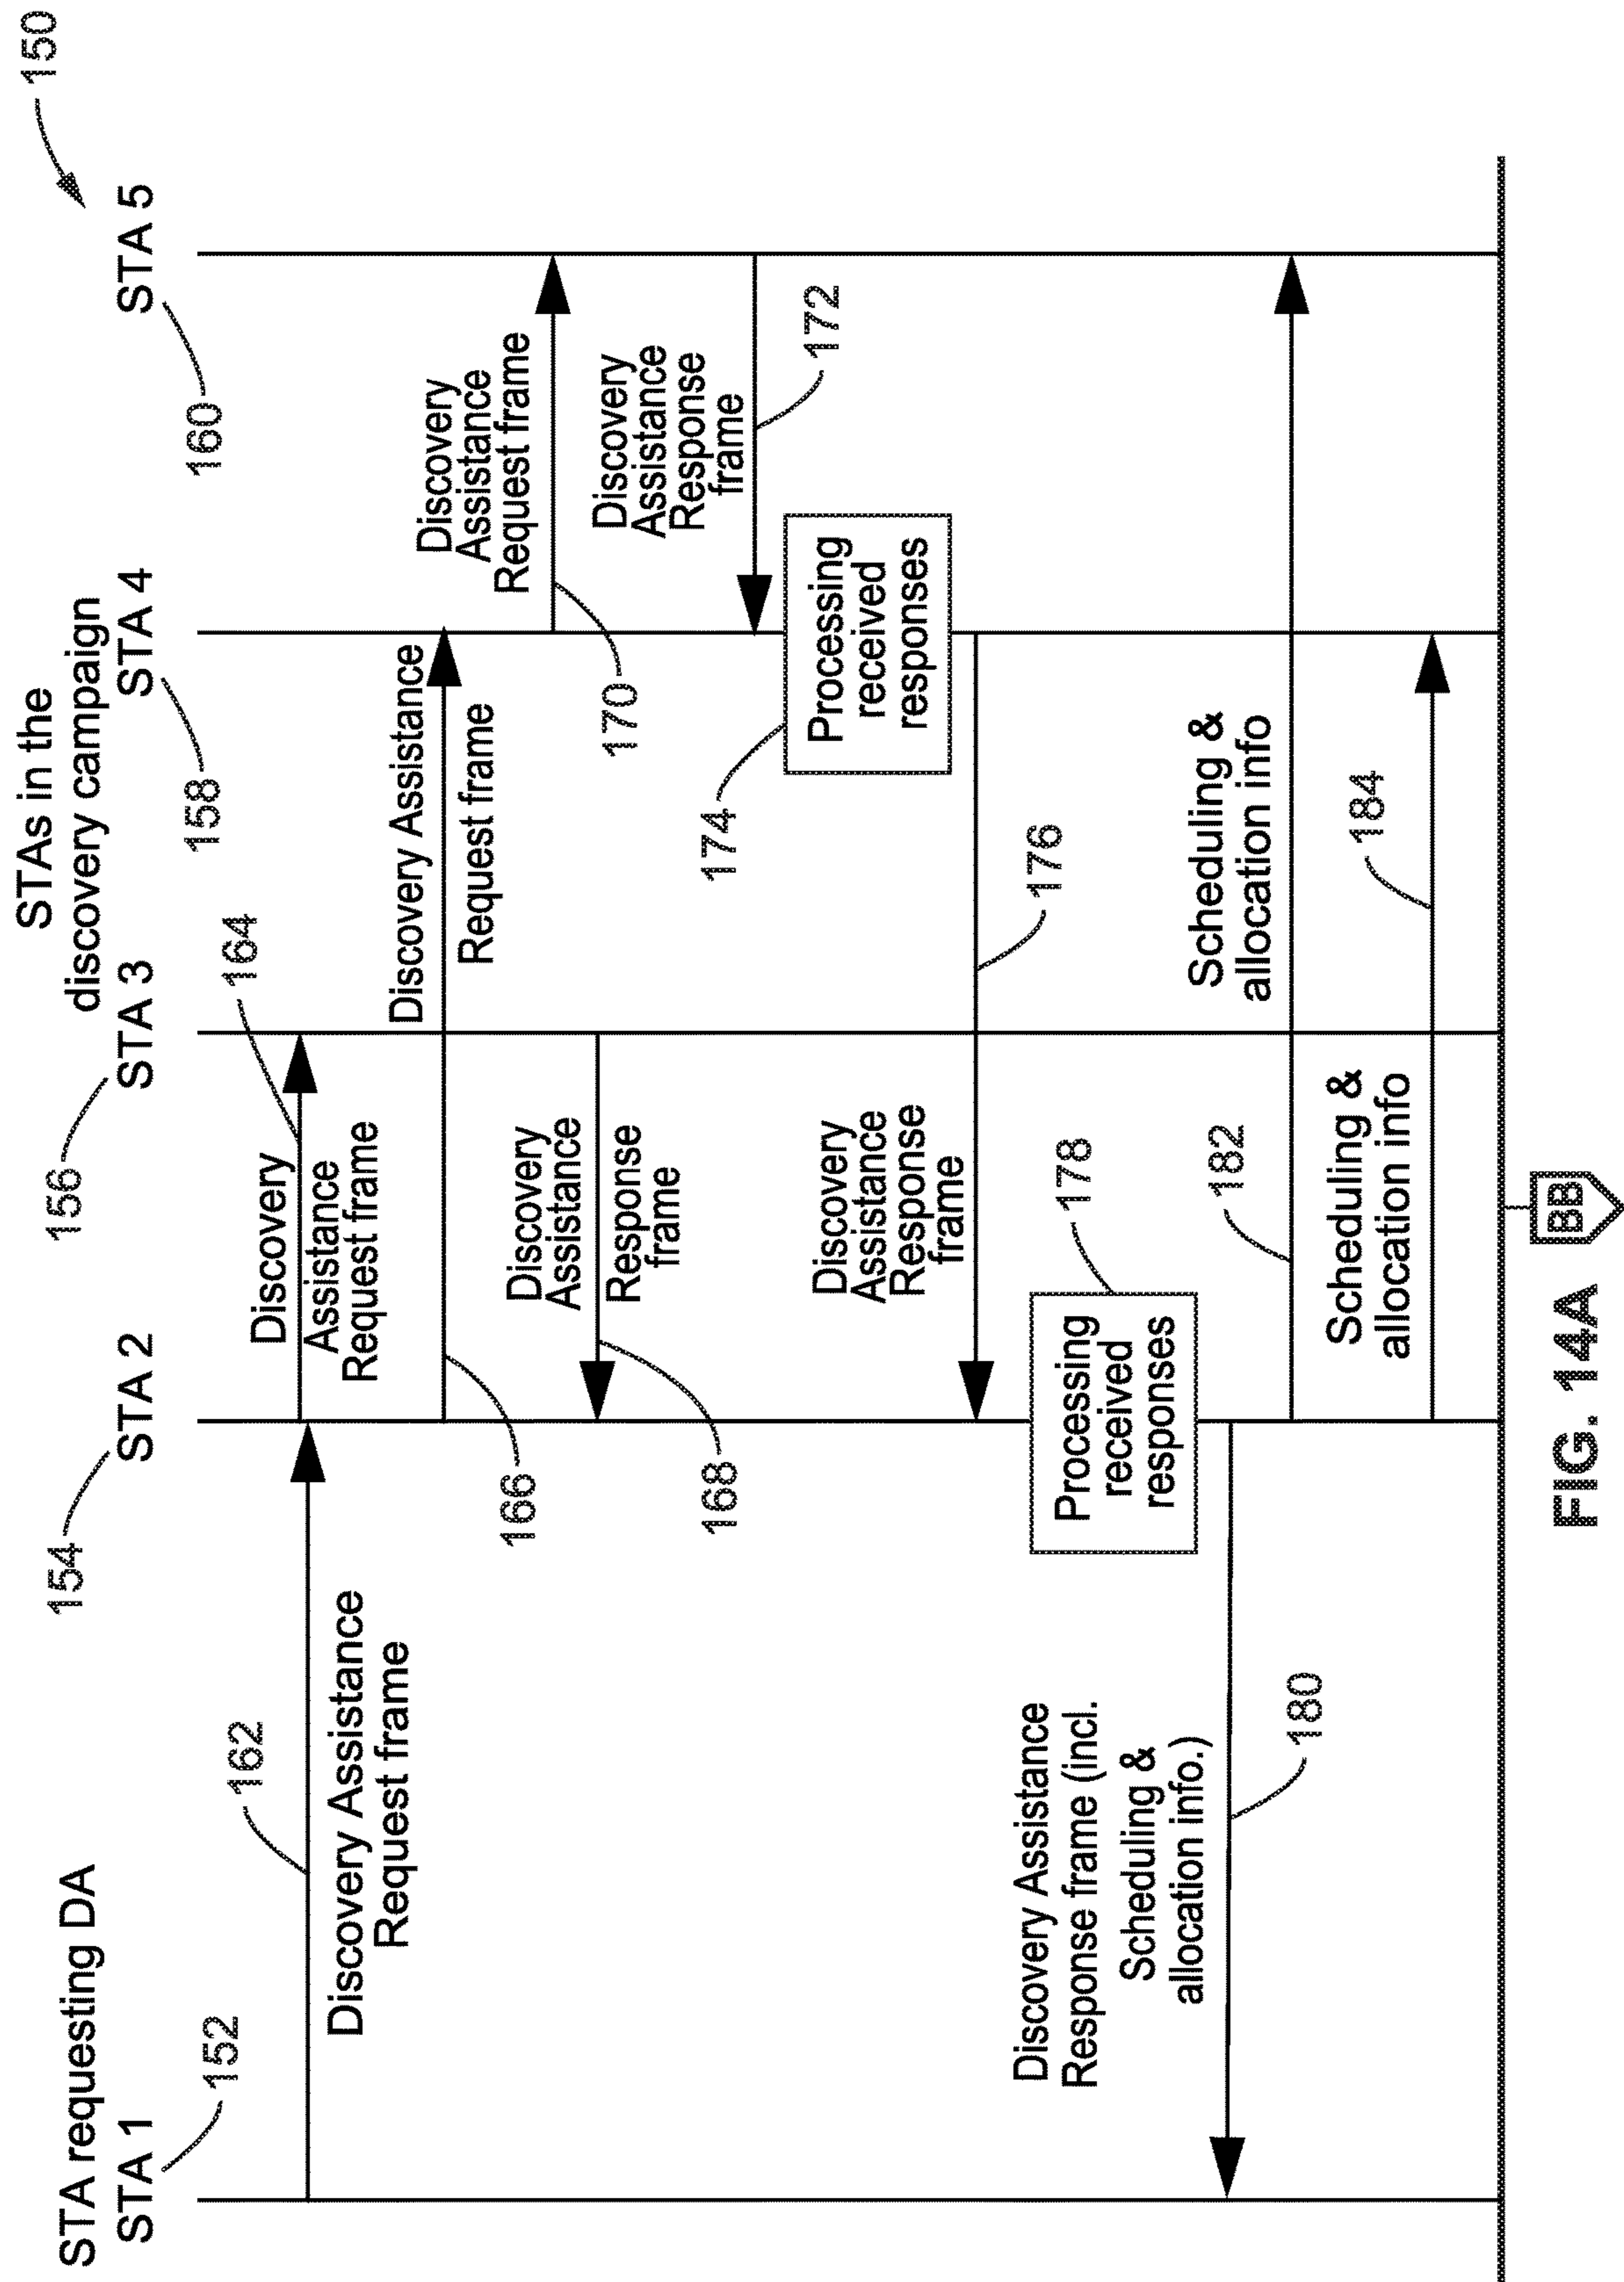 150
STA requesting DA
STAs in the
discovery campaign
STA 1
STA 2
STA 3
STA 4
STA 5
152
154
156
158
160
162
Discovery Assistance
Request frame
164
Discovery
Assistance
Request frame
166
Discovery Assistance
Request frame
Discovery
Assistance
Request frame
170
Discovery
Assistance
Response
frame
168
Discovery
Assistance
Response
frame
172
174
Processing
received
responses
Discovery
Assistance
Response
frame
176
178
Processing
received
responses
Discovery Assistance
Response frame (incl.
Scheduling &
allocation info.)
180
182
Scheduling &
allocation info
Scheduling &
allocation info
184
BB
FIG. 14A